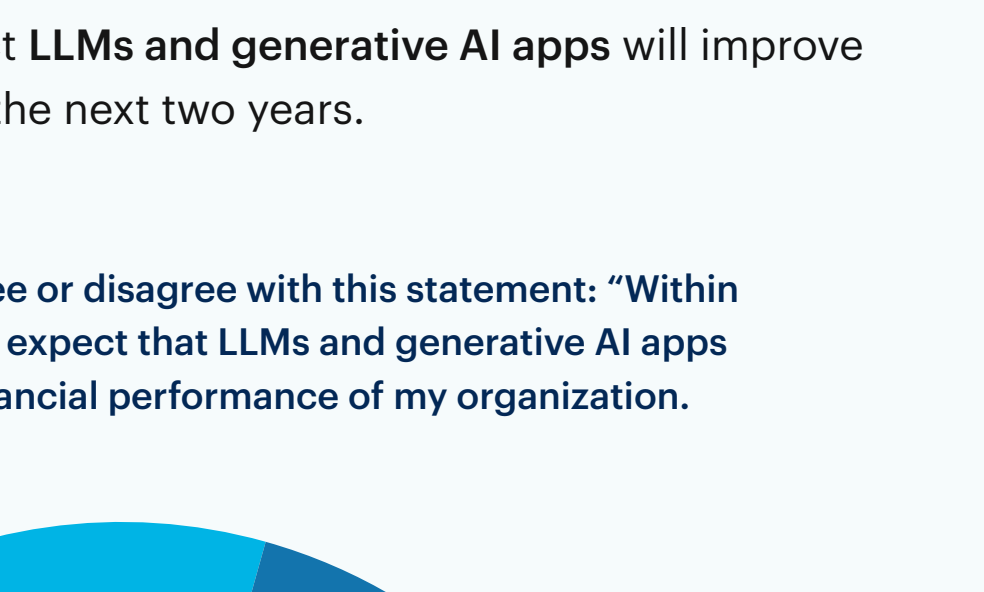 t LLMs and generative AI apps will improve
the next two years.
ee or disagree with this statement: “Within
expect that LLMs and generative AI apps
ancial performance of my organization.